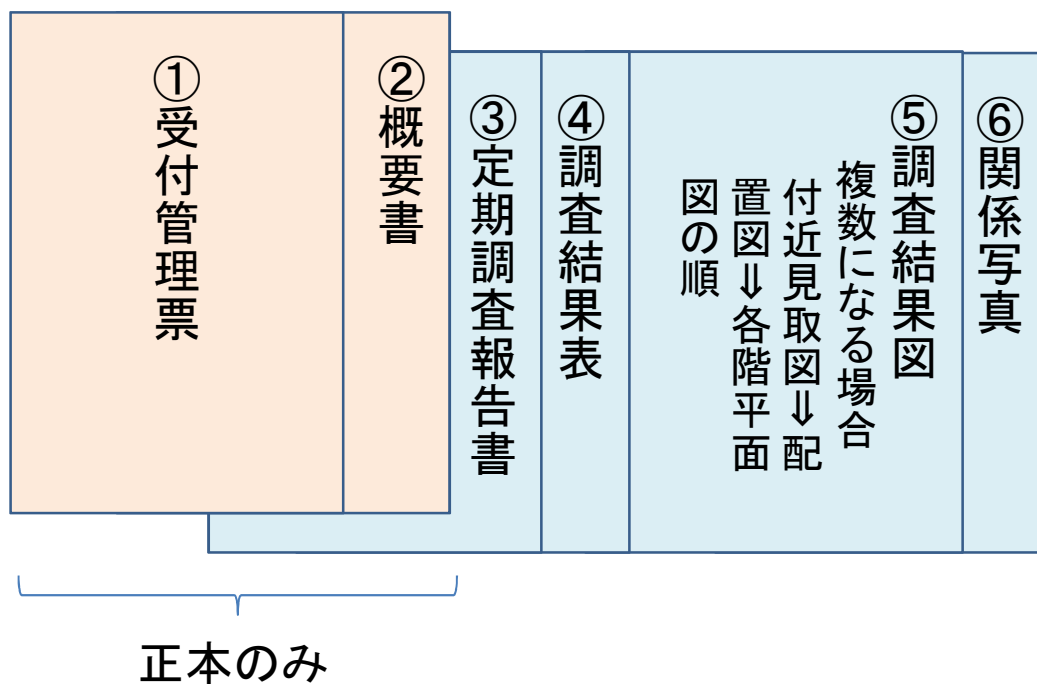 ①受付管理票
②概要書
③定期調査報告書
④調査結果表
⑤調査結果図
複数になる場合
付近見取図⇓配
置図⇓各階平面
図の順
⑥関係写真
正本のみ